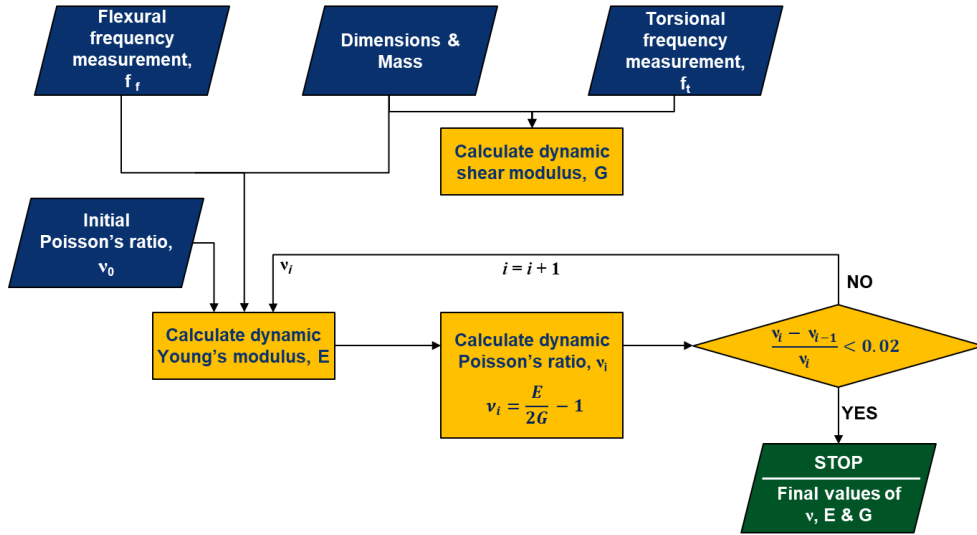 Flexural
frequency
measurement,
f f
Dimensions &
Mass
Torsional
frequency
measurement,
ft
Calculate dynamic
shear modulus, G
Initial
Poisson’s ratio,
ν0
νi
i = i + 1
NO
Calculate dynamic
Young’s modulus, E
Calculate dynamic
Poisson’s ratio, νi
νi = E/2G − 1
νi − νi−1 / νi < 0.02
YES
STOP
Final values of
ν, E & G